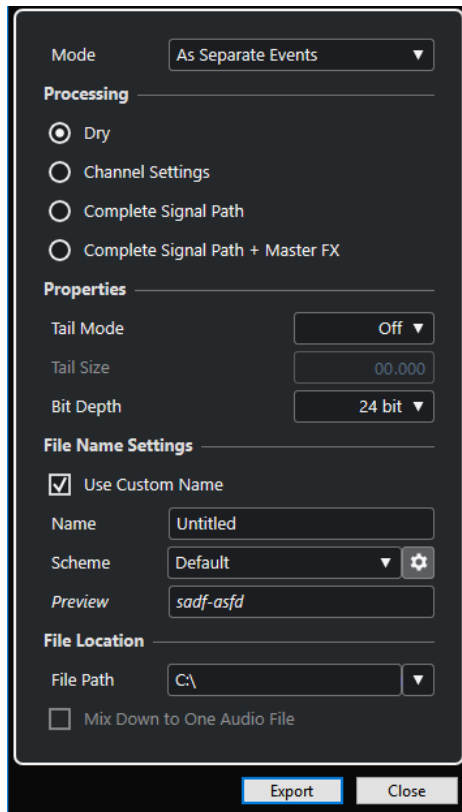 Mode As Separate Events
Processing
Dry
Channel Settings
Complete Signal Path
Complete Signal Path + Master FX
Properties
Tail Mode Off
Tail Size 00.000
Bit Depth 24 bit
File Name Settings
Use Custom Name
Name Untitled
Scheme Default
Preview sadf-asfd
File Location
File Path C:\
Mix Down to One Audio File
Export Close